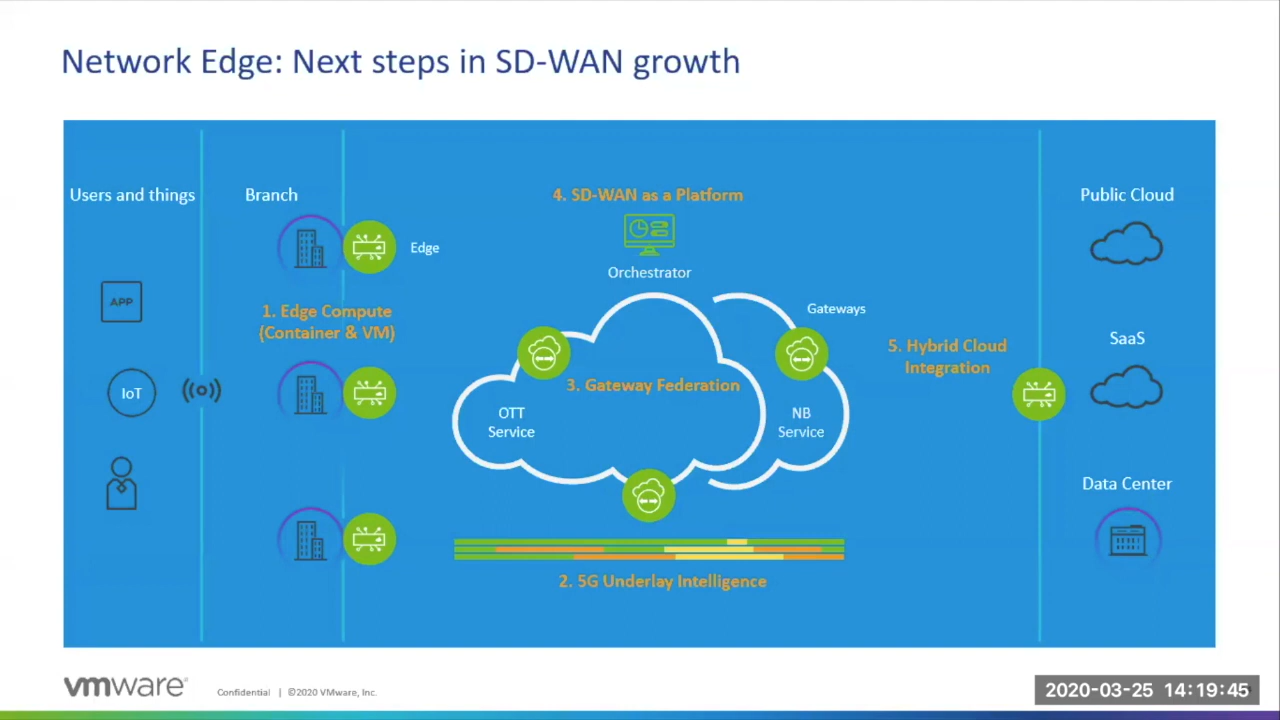 Network Edge: Next steps in SD-WAN growth
Users and things
Branch
4. SD-WAN as a Platform
Public Cloud
Edge
Orchestrator
APP
1. Edge Compute
(Container & VM)
Gateways
5. Hybrid Cloud
Integration
SaaS
IoT
3. Gateway Federation
OTT
Service
NB
Service
Data Center
2. 5G Underlay Intelligence
vmware®
Confidential | ©2020 VMware, Inc.
2020-03-25 14:19:45